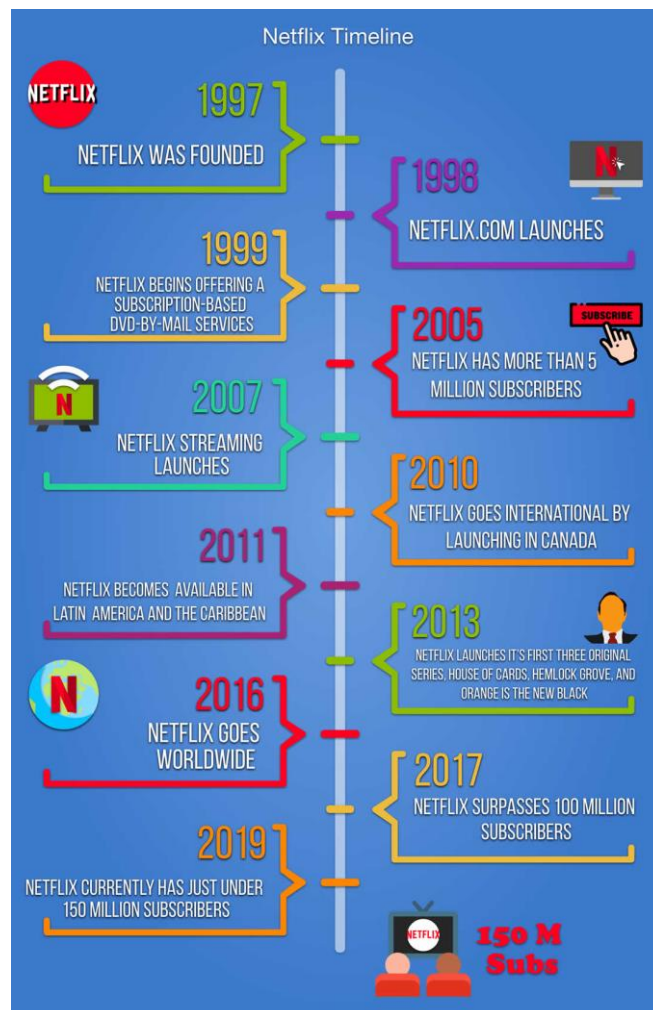 Netflix Timeline
NETFLIX
1997
NETFLIX WAS FOUNDED
N
1998
NETFLIX.COM LAUNCHES
1999
NETFLIX BEGINS OFFERING A
SUBSCRIPTION-BASED
DVD-BY-MAIL SERVICES
SUBSCRIBE
2005
NETFLIX HAS MORE THAN 5
MILLION SUBSCRIBERS
N
2007
NETFLIX STREAMING
LAUNCHES
2010
NETFLIX GOES INTERNATIONAL BY
LAUNCHING IN CANADA
2011
NETFLIX BECOMES AVAILABLE IN
LATIN AMERICA AND THE CARIBBEAN
2013
NETFLIX LAUNCHES IT'S FIRST THREE ORIGINAL
SERIES, HOUSE OF CARDS, HEMLOCK GROVE, AND
ORANGE IS THE NEW BLACK
N
2016
NETFLIX GOES
WORLDWIDE
2017
NETFLIX SURPASSES 100 MILLION
SUBSCRIBERS
2019
NETFLIX CURRENTLY HAS JUST UNDER
150 MILLION SUBSCRIBERS
NETFLIX
150 M
Subs